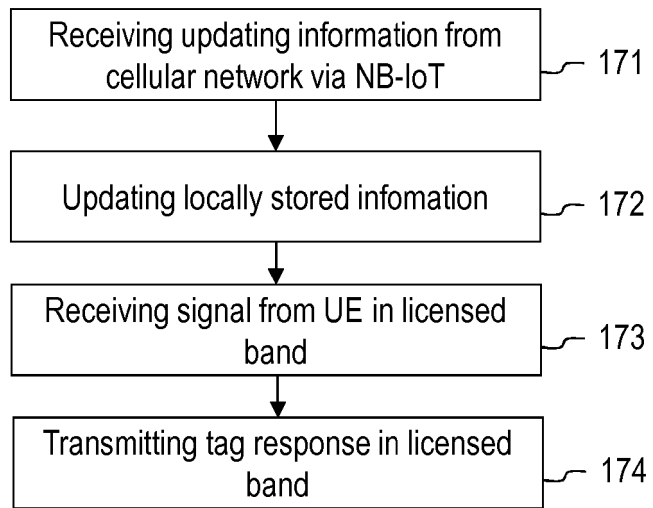 Receiving updating information from
cellular network via NB-IoT
171
Updating locally stored infomation
172
Receiving signal from UE in licensed
band
173
Transmitting tag response in licensed
band
174